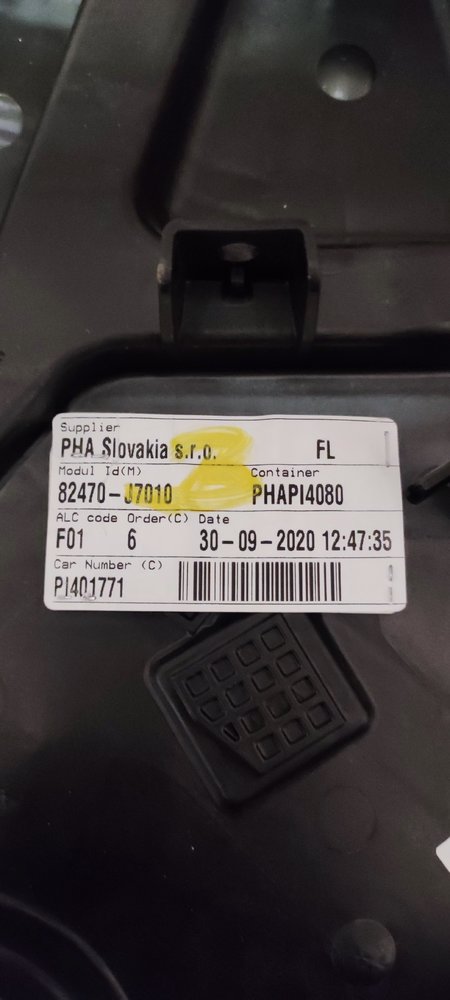 Supplier
PHA Slovakia s.r.o. FL
Modul Id(M) Container
82470-J7010 PHAPI4080
ALC code Order(C) Date
F01 6 30-09-2020 12:47:35
Car Number (C)
PI401771